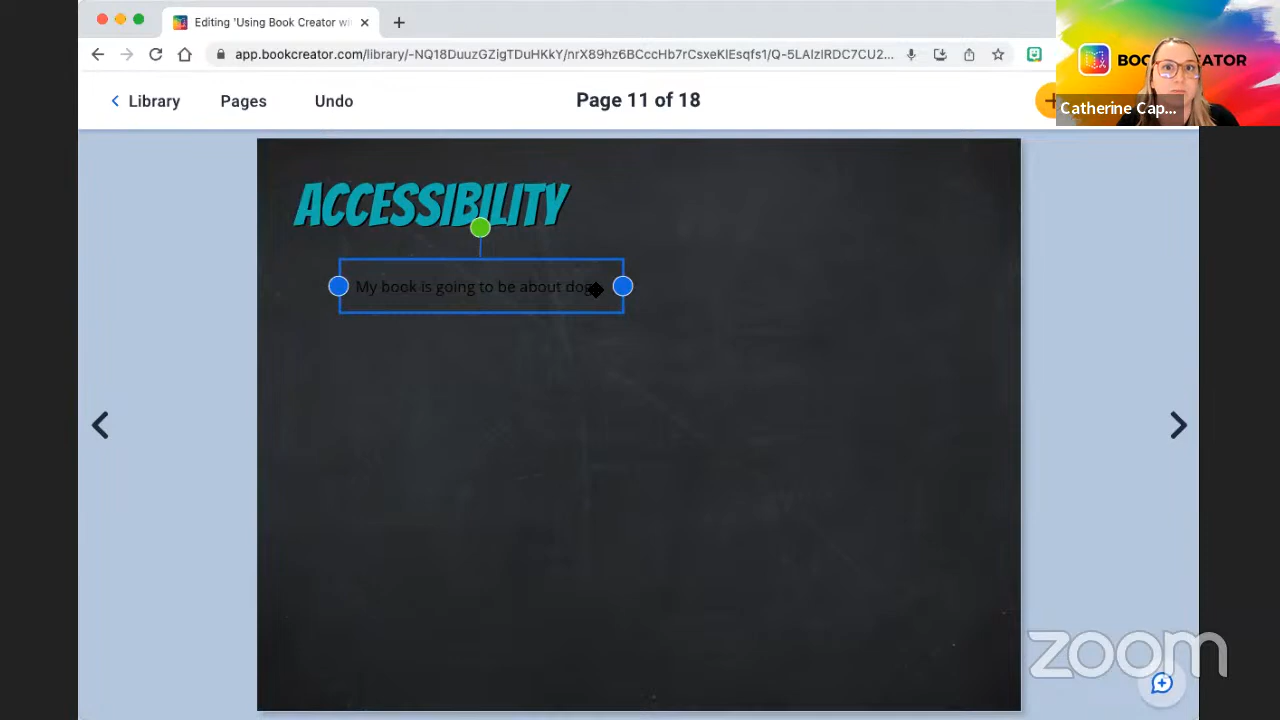 Editing 'Using Book Creator wi
app.bookcreator.com/library/-NQ18DuuzGZigTDuHKkY/nrX89hz6BCccHb7rCsxeKIEsqfs1/Q-5LAIzIRDC7CU2...
Library
Pages
Undo
Page 11 of 18
Catherine Cap...
ACCESSIBILITY
My book is going to be about dog
zoom